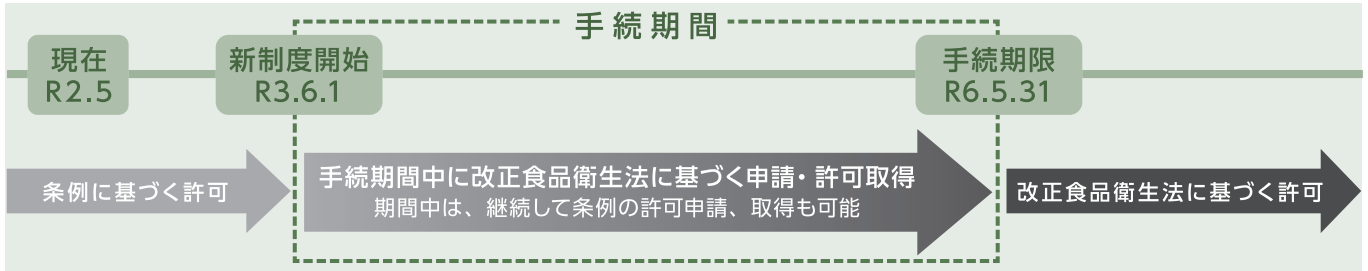 手続期間
現在
R2.5
新制度開始
R3.6.1
手続期限
R6.5.31
条例に基づく許可
手続期間中に改正食品衛生法に基づく申請・許可取得
期間中は、継続して条例の許可申請、取得も可能
改正食品衛生法に基づく許可